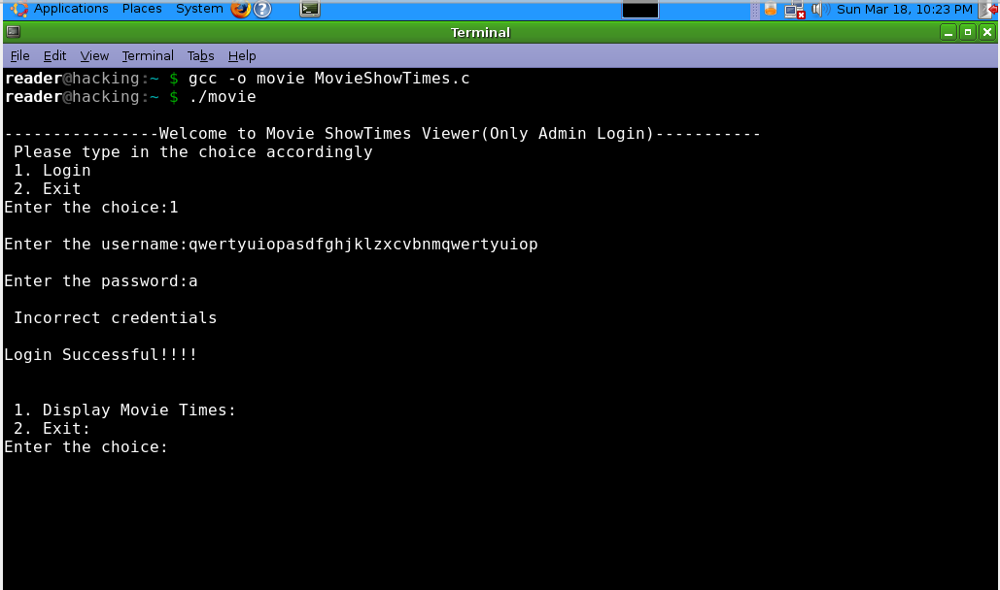 Applications Places System Sun Mar 18, 10:23 PM
Terminal
File Edit View Terminal Tabs Help
reader@hacking:~ $ gcc -o movie MovieShowTimes.c
reader@hacking:~ $ ./movie
----------------Welcome to Movie ShowTimes Viewer(Only Admin Login)-----------
Please type in the choice accordingly
1. Login
2. Exit
Enter the choice:1
Enter the username:qwertyuiopasdfghjklzxcvbnmqwertyuiop
Enter the password:a
Incorrect credentials
Login Successful!!!!
1. Display Movie Times:
2. Exit:
Enter the choice: